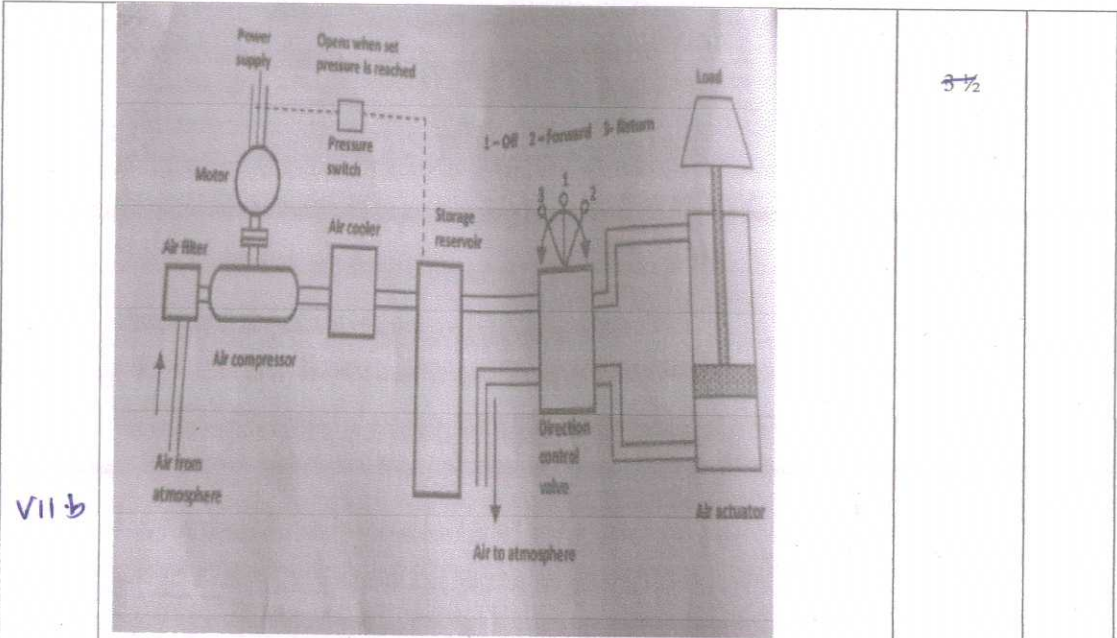 Power
supply
Opens when set
pressure is reached
Load
3 ½
Pressure
switch
1 - Off 2 - Forward 3- Return
Motor
3
1
2
Storage
reservoir
Air cooler
Air filter
Air compressor
Direction
control
valve
Air from
atmosphere
Air actuator
Air to atmosphere
VII b